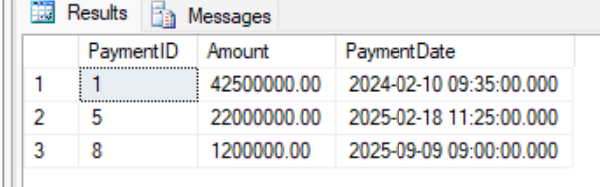 Results Messages
PaymentID Amount PaymentDate
1 1 42500000.00 2024-02-10 09:35:00.000
2 5 22000000.00 2025-02-18 11:25:00.000
3 8 1200000.00 2025-09-09 09:00:00.000